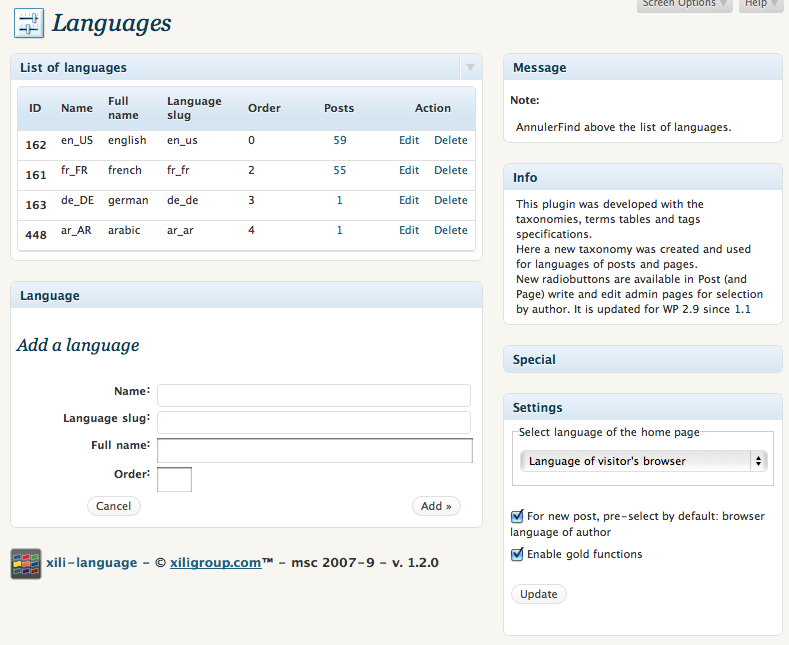 Screen Options
Help
Languages
List of languages
ID Name Full name Language slug Order Posts Action
162 en_US english en_us 0 59 Edit Delete
161 fr_FR french fr_fr 2 55 Edit Delete
163 de_DE german de_de 3 1 Edit Delete
448 ar_AR arabic ar_ar 4 1 Edit Delete
Language
Add a language
Name:
Language slug:
Full name:
Order:
Cancel
Add »
xili-language – © xiligroup.com™ – msc 2007-9 – v. 1.2.0
Message
Note:
AnnulerFind above the list of languages.
Info
This plugin was developed with the
taxonomies, terms tables and tags
specifications.
Here a new taxonomy was created and used
for languages of posts and pages.
New radiobuttons are available in Post (and
Page) write and edit admin pages for selection
by author. It is updated for WP 2.9 since 1.1
Special
Settings
Select language of the home page
Language of visitor's browser
For new post, pre-select by default: browser
language of author
Enable gold functions
Update